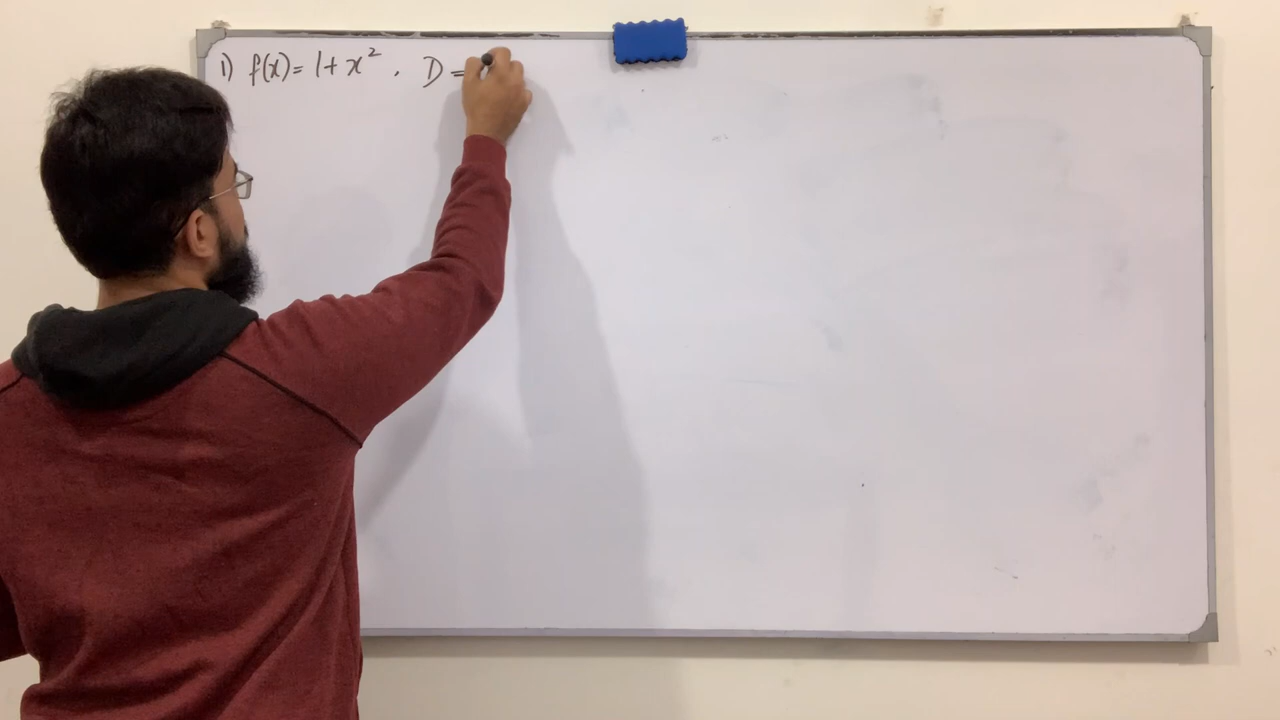 1) f(x) = 1 + x², D =